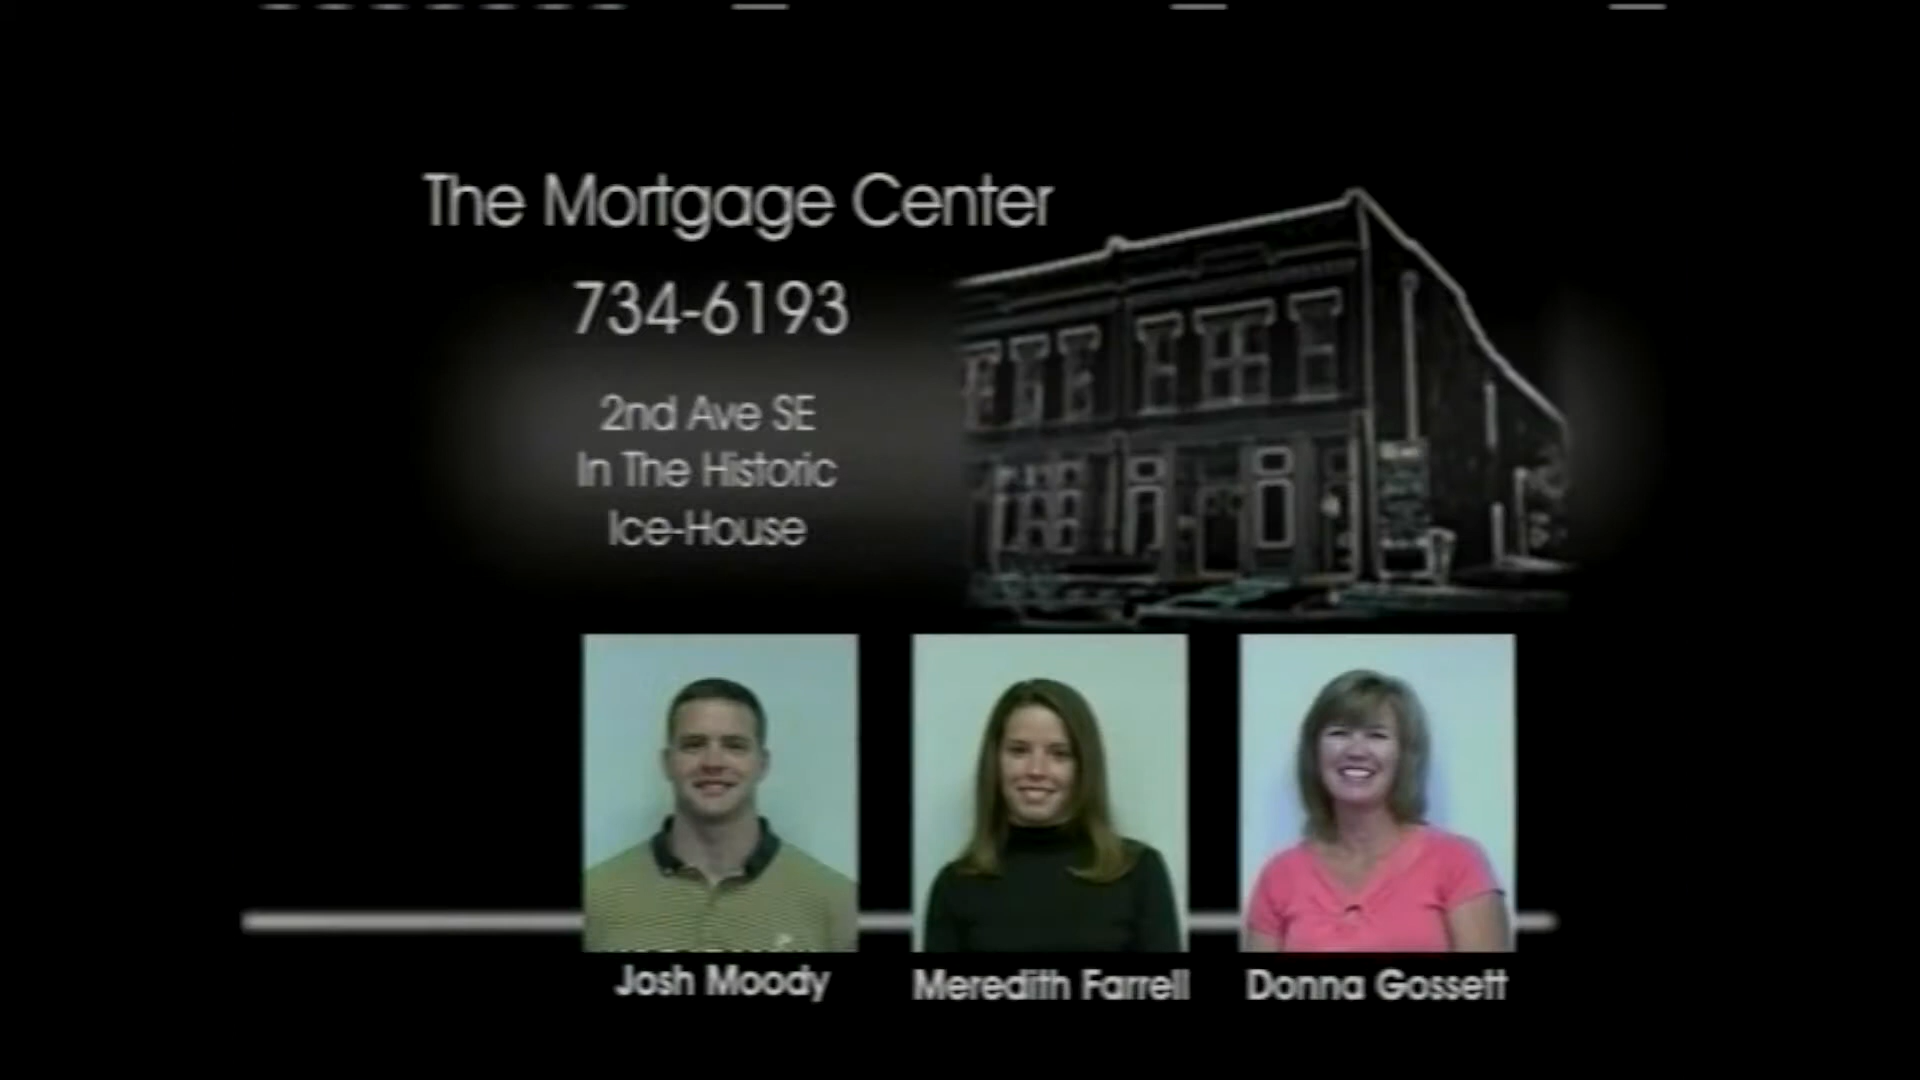 The Mortgage Center
734-6193
2nd Ave SE
In The Historic
Ice-House
Josh Moody
Meredith Farrell
Donna Gossett